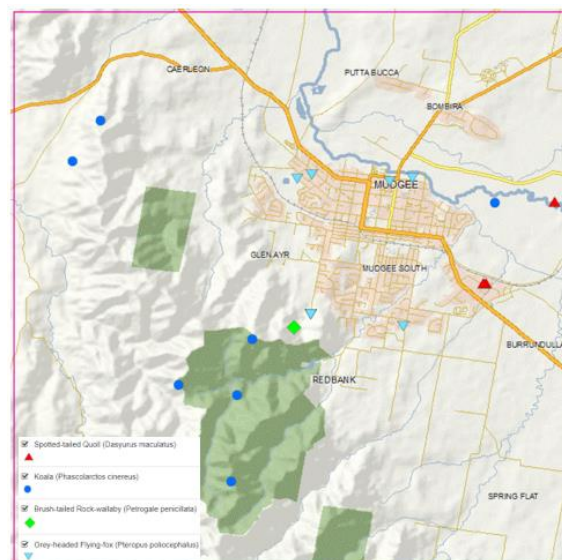 CAERLEON
PUTTA BUCCA
BOMBIRA
MUDGEE
GLEN AYR
MUDGEE SOUTH
BURRUNDULLA
REDBANK
SPRING FLAT
Spotted-tailed Quoll (Dasyurus maculatus)
Koala (Phascolarctos cinereus)
Brush-tailed Rock-wallaby (Petrogale penicillata)
Grey-headed Flying-fox (Pteropus poliocephalus)